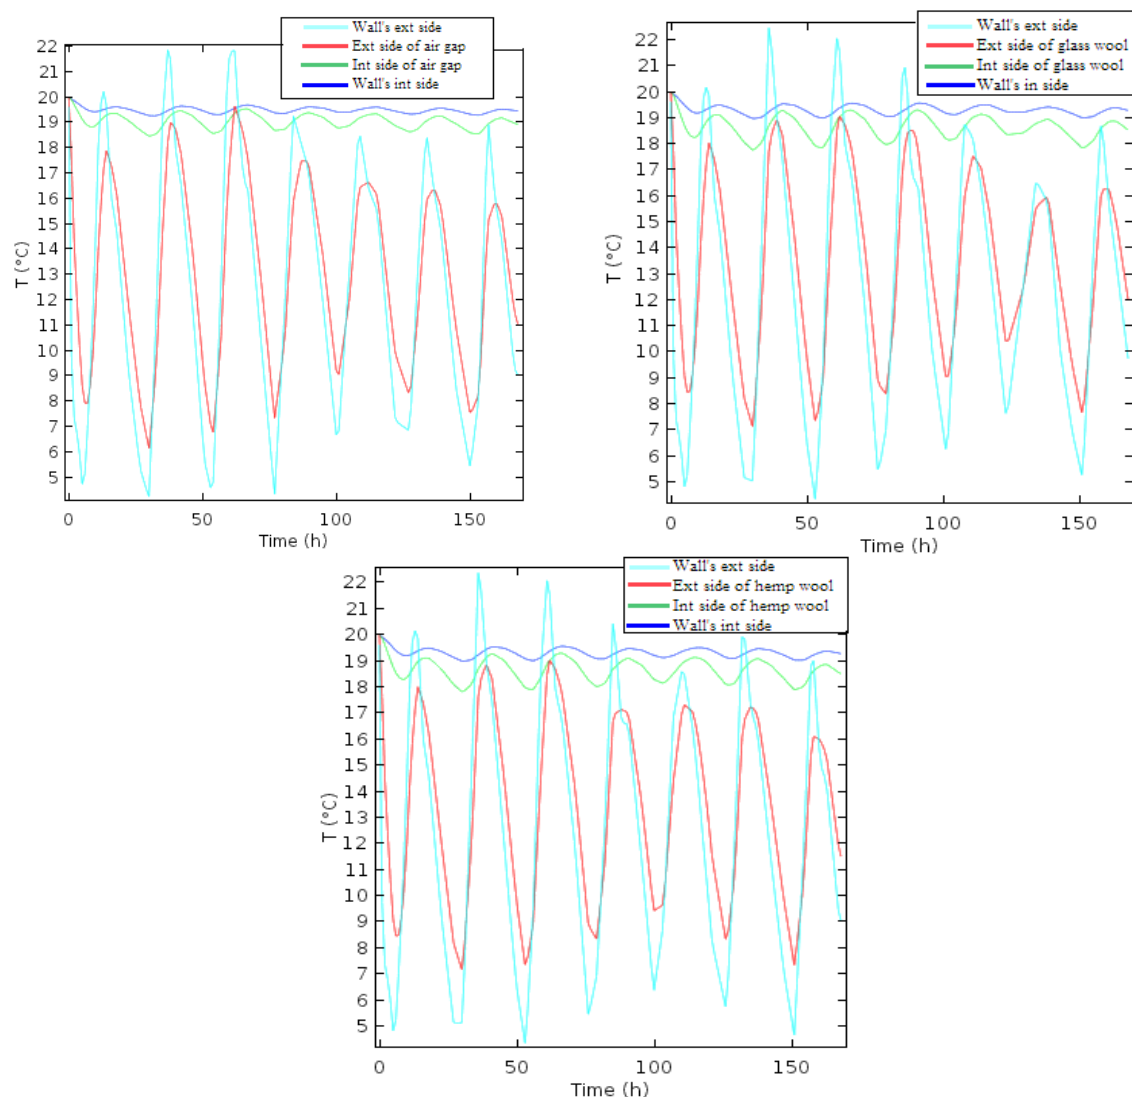 Wall's ext side
Ext side of air gap
Int side of air gap
Wall's int side
22
21
20
19
18
17
16
15
14
13
12
11
10
9
8
7
6
5
T (°C)
0 50 100 150
Time (h)
Wall's ext side
Ext side of glass wool
Int side of glass wool
Wall's in side
22
21
20
19
18
17
16
15
14
13
12
11
10
9
8
7
6
5
T (°C)
0 50 100 150
Time (h)
Wall's ext side
Ext side of hemp wool
Int side of hemp wool
Wall's int side
22
21
20
19
18
17
16
15
14
13
12
11
10
9
8
7
6
5
T (°C)
0 50 100 150
Time (h)